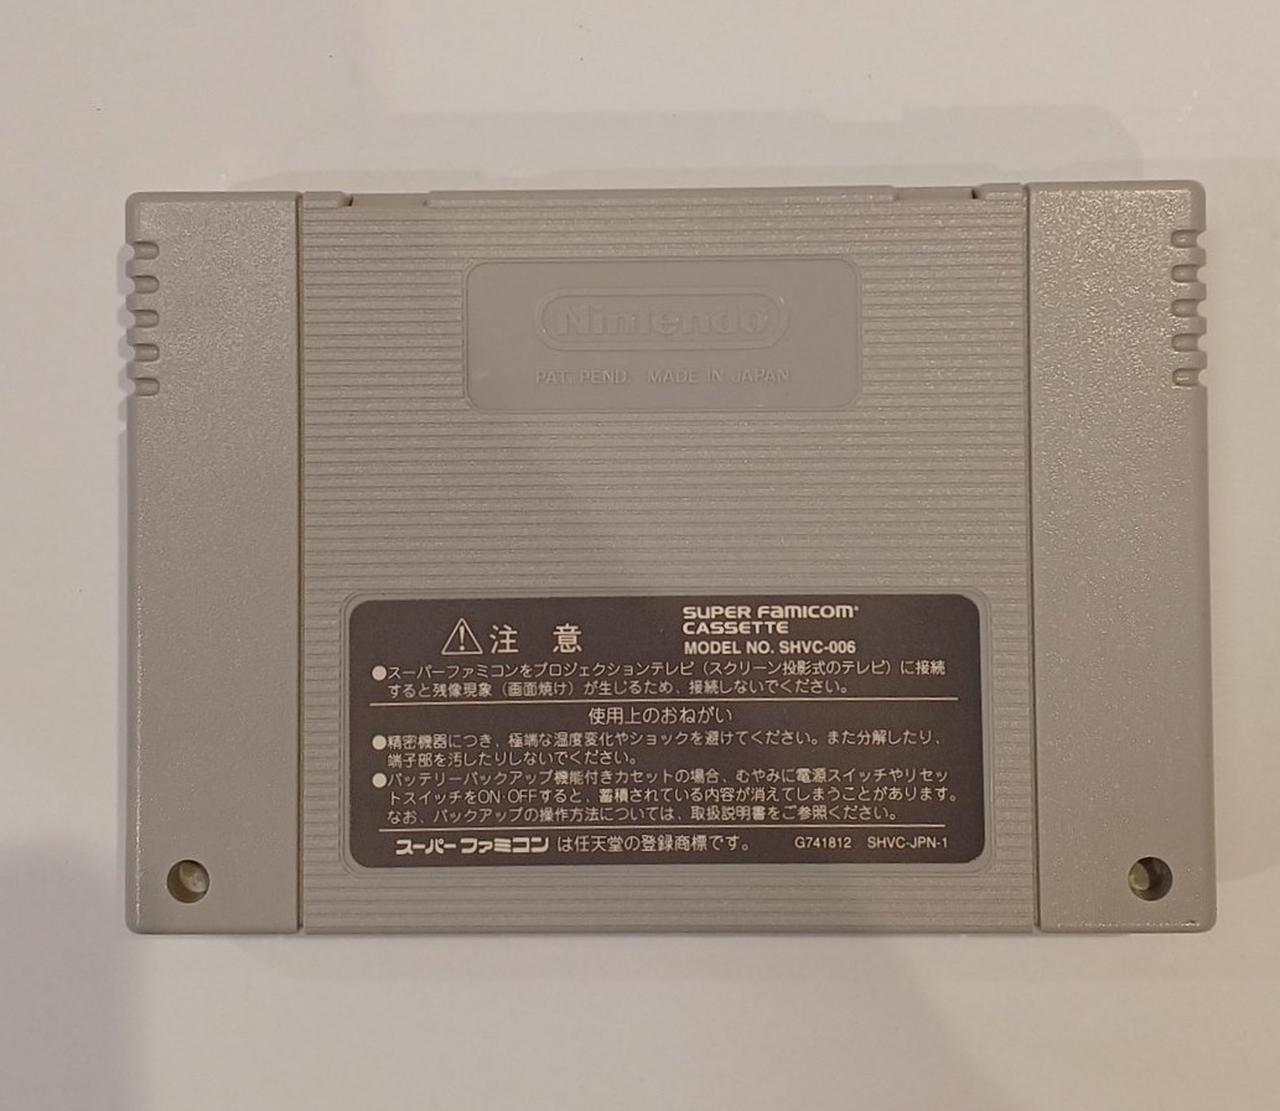 Nintendo
PAT. PEND. MADE IN JAPAN
⚠注 意
SUPER FAMICOM®
CASSETTE
MODEL NO. SHVC-006
●スーパーファミコンをプロジェクションテレビ（スクリーン投影式のテレビ）に接続
すると残像現象（画面焼け）が生じるため、接続しないでください。
使用上のおねがい
●精密機器につき、極端な温度変化やショックを避けてください。また分解したり、
端子部を汚したりしないでください。
●バッテリーバックアップ機能付きカセットの場合、むやみに電源スイッチやリセッ
トスイッチをON·OFFすると、蓄積されている内容が消えてしまうことがあります。
なお、バックアップの操作方法については、取扱説明書をご参照ください。
スーパーファミコン は任天堂の登録商標です。 G741812 SHVC-JPN-1